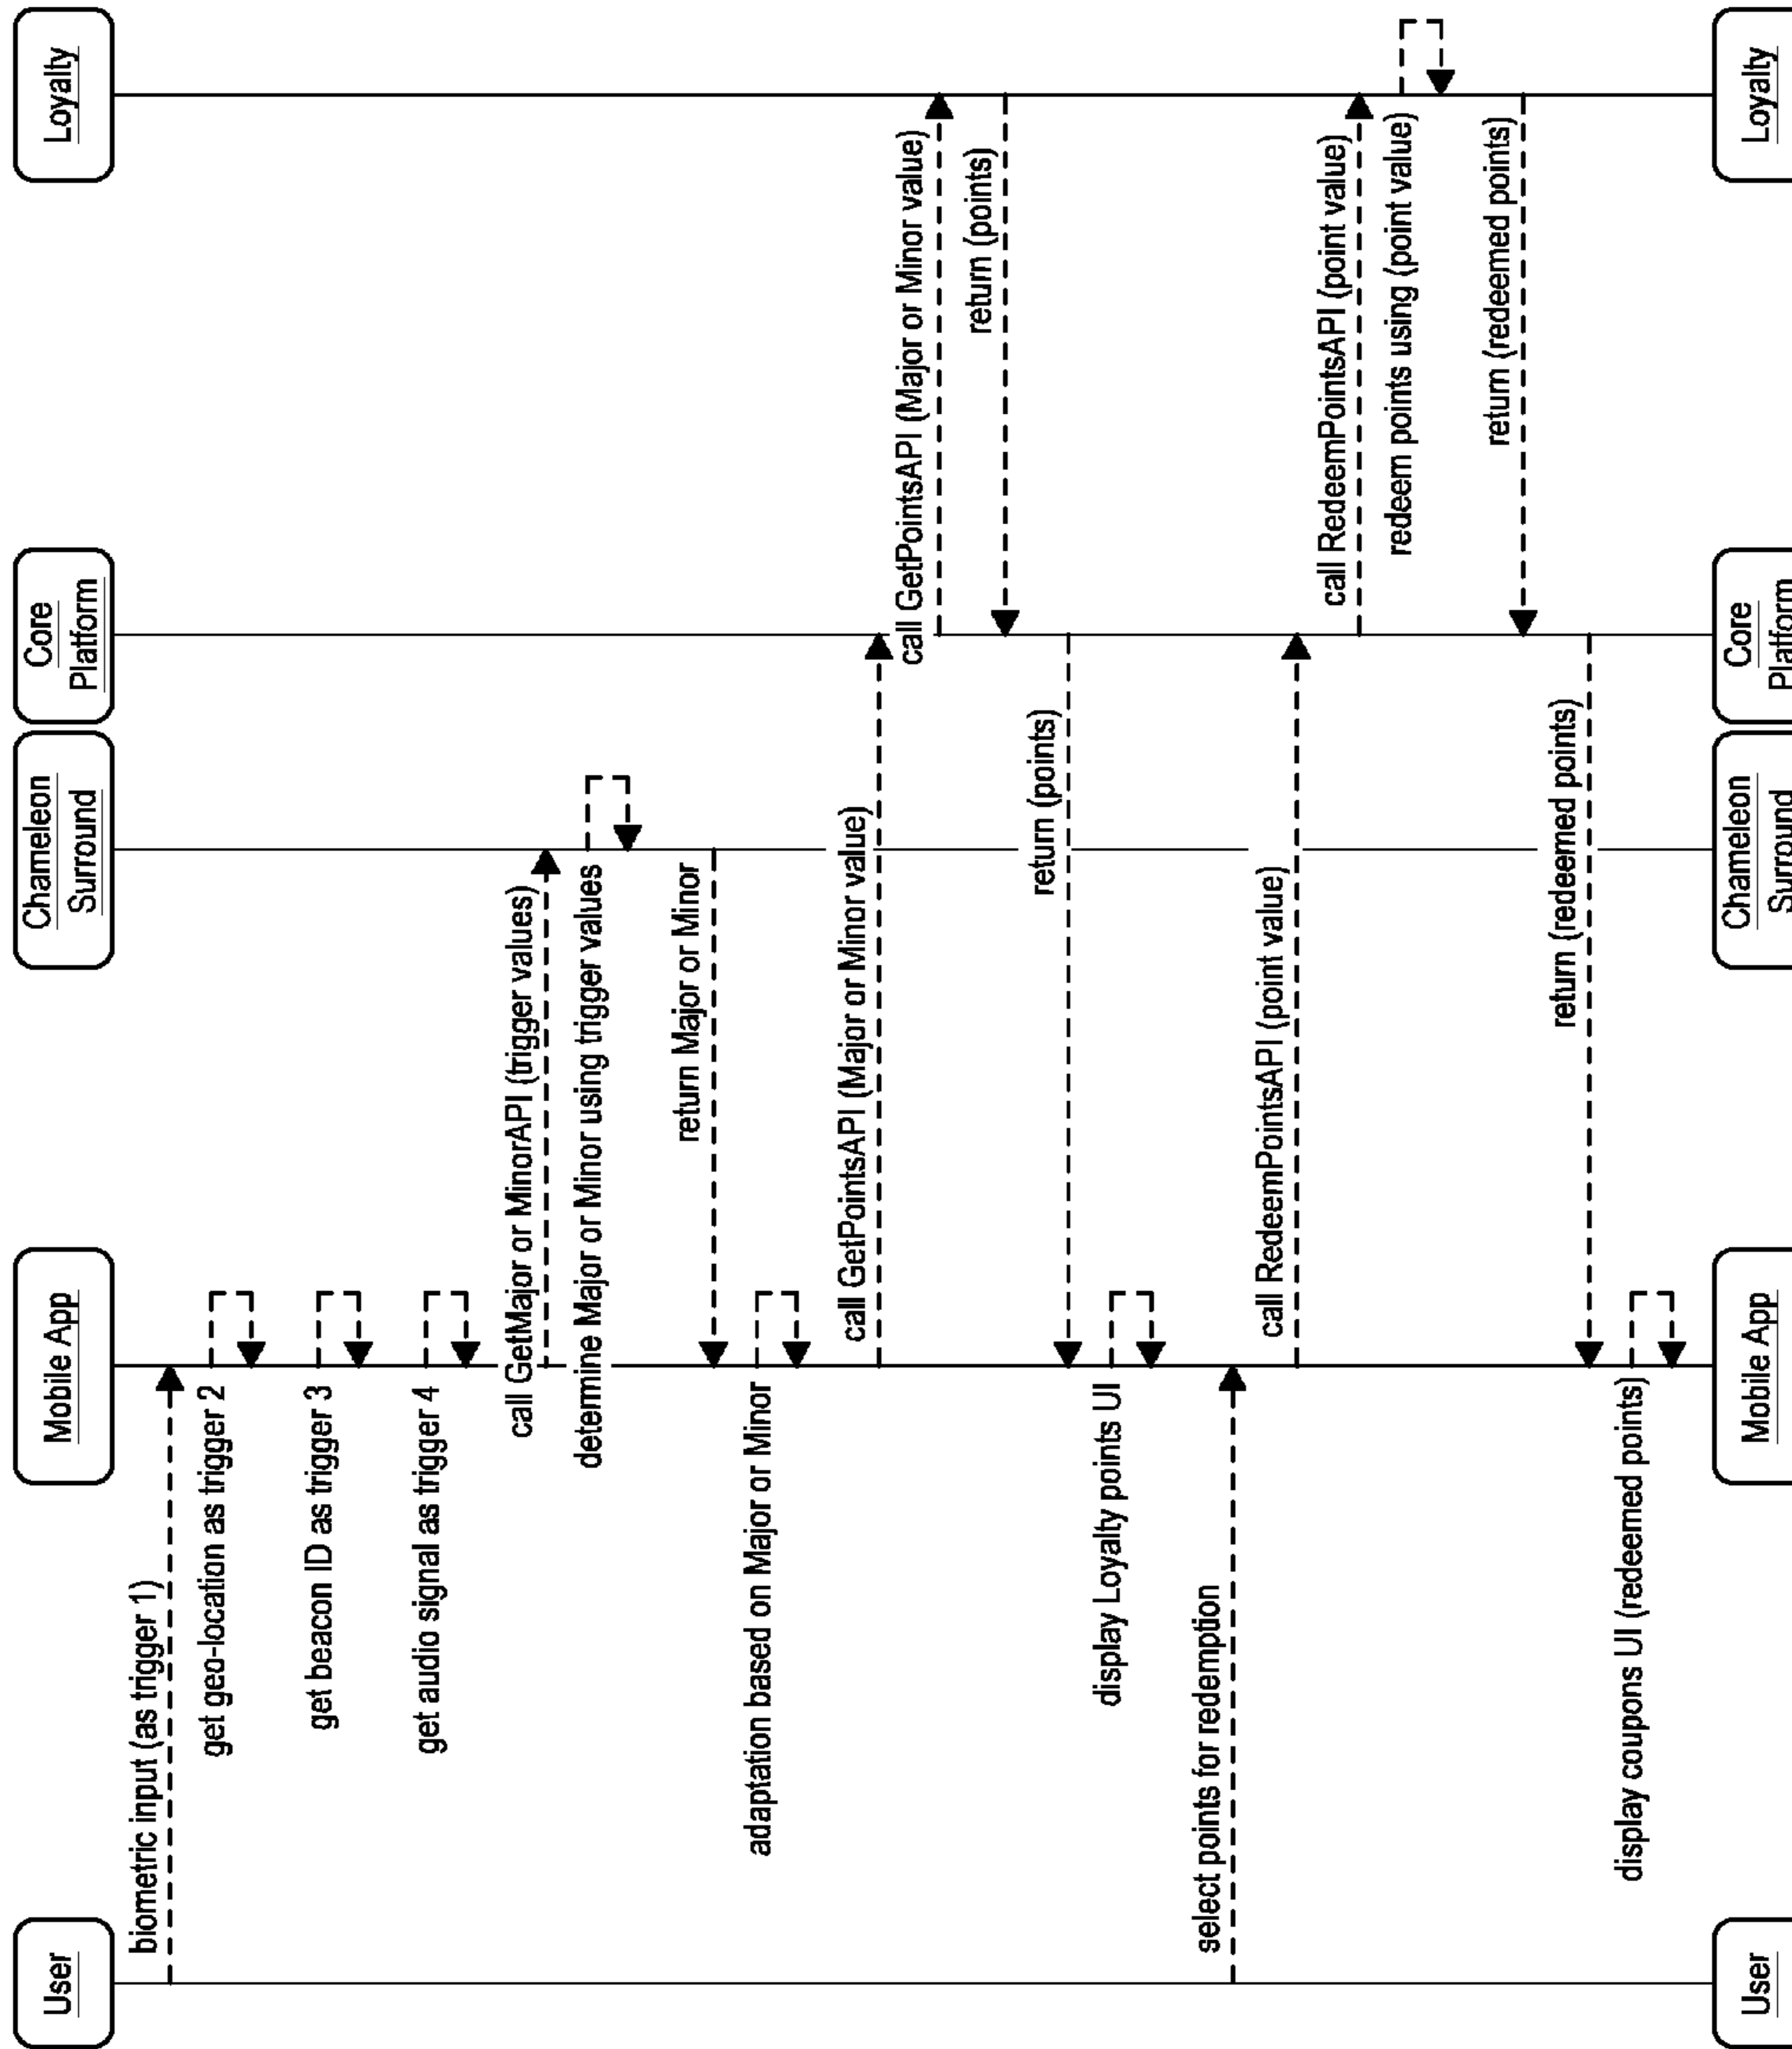 User
Mobile App
Chameleon
Surround
Core
Platform
Loyalty
biometric input (as trigger 1)
get geo-location as trigger 2
get beacon ID as trigger 3
get audio signal as trigger 4
call GetMajor or MinorAPI (trigger values)
determine Major or Minor using trigger values
return Major or Minor
adaptation based on Major or Minor
call GetPointsAPI (Major or Minor value)
call GetPointsAPI (Major or Minor value)
return (points)
return (points)
display Loyalty points UI
select points for redemption
call RedeemPointsAPI (point value)
call RedeemPointsAPI (point value)
redeem points using (point value)
return (redeemed points)
return (redeemed points)
display coupons UI (redeemed points)
User
Mobile App
Chameleon
Surround
Core
Platform
Loyalty